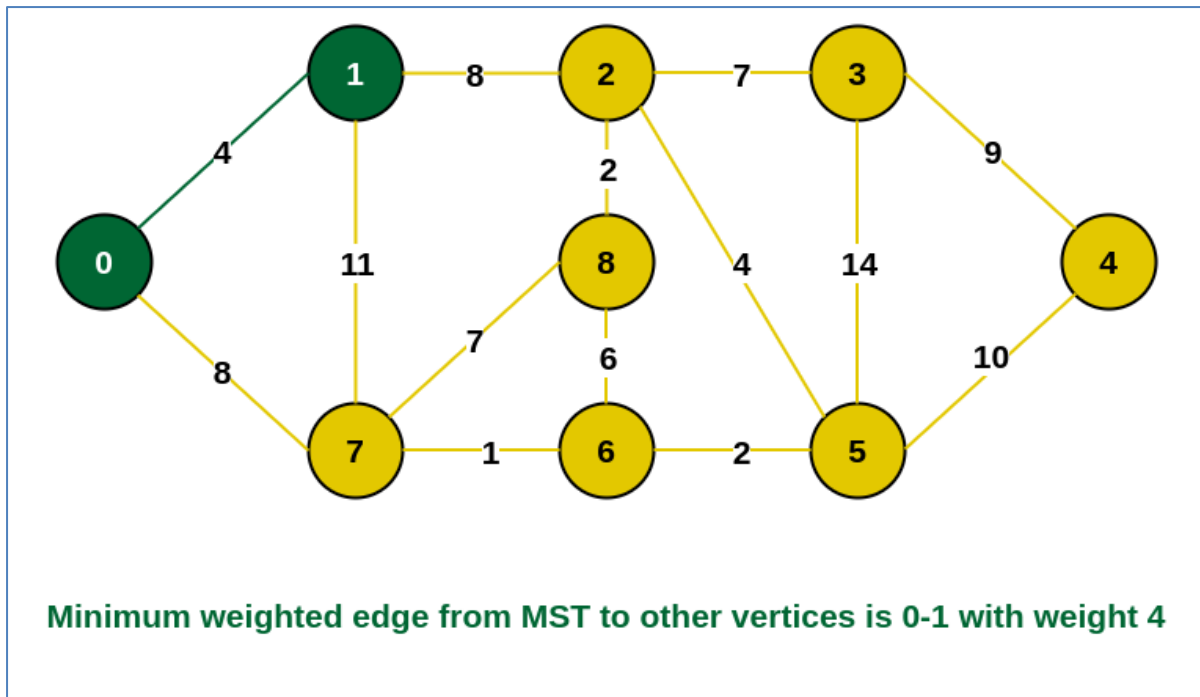 1 8 2 7 3
4 2 9
0 11 8 4 14 4
8 7 6 10
7 1 6 2 5
Minimum weighted edge from MST to other vertices is 0-1 with weight 4